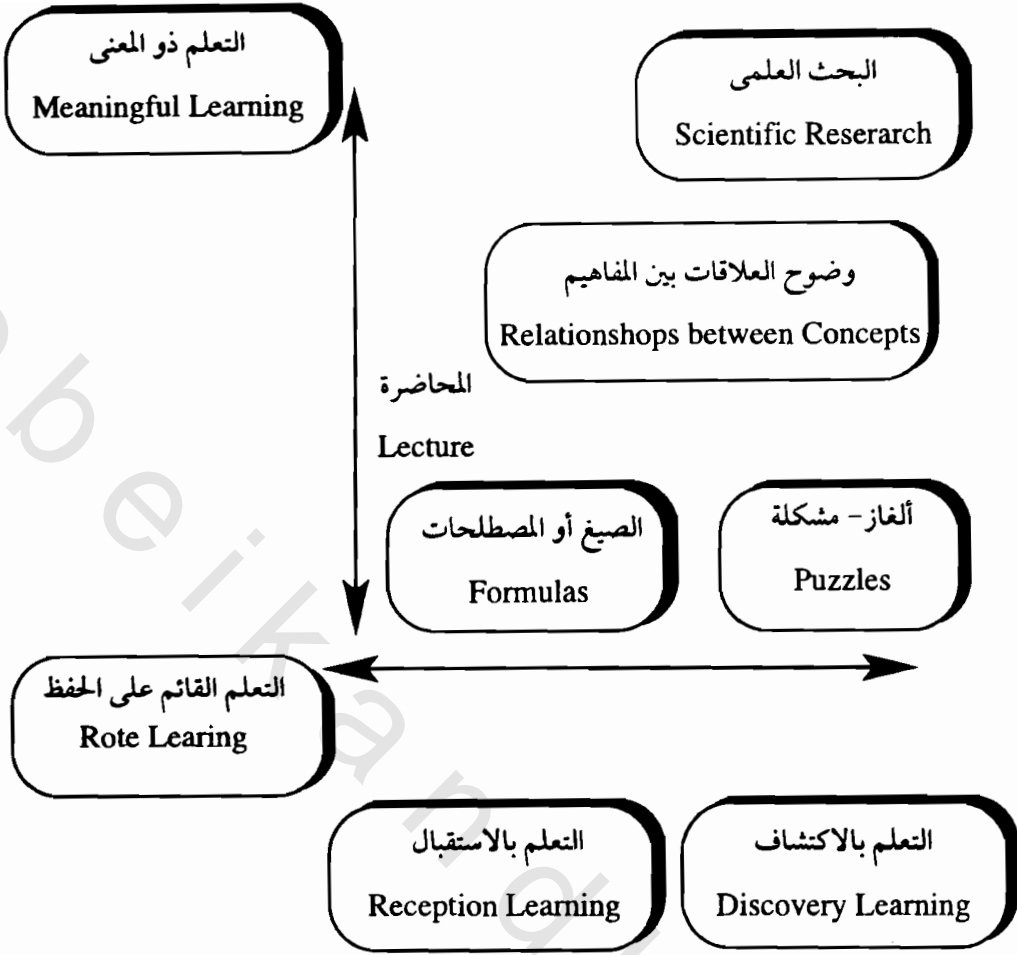 التعلم ذو المعنى
Meaningful Learning
البحث العلمى
Scientific Reserarch
وضوح العلاقات بين المفاهيم
Relationshops between Concepts
المحاضرة
Lecture
الصيغ أو المصطلحات
Formulas
ألغاز - مشكلة
Puzzles
التعلم القائم على الحفظ
Rote Learing
التعلم بالاستقبال
Reception Learning
التعلم بالاكتشاف
Discovery Learning
beikand